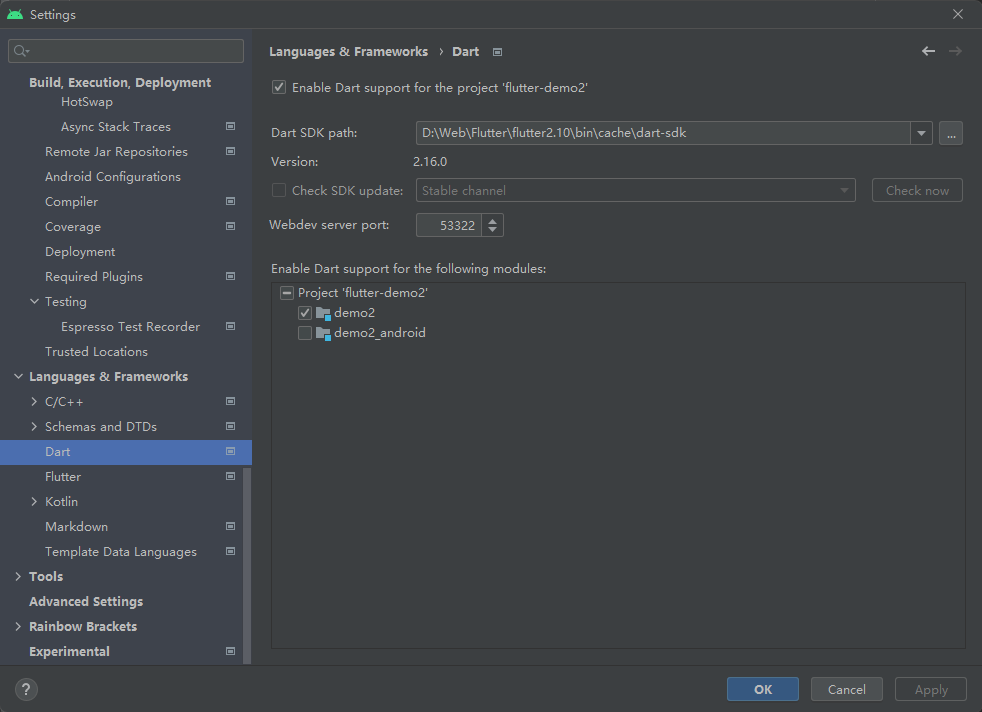 Settings
Build, Execution, Deployment
HotSwap
Async Stack Traces
Remote Jar Repositories
Android Configurations
Compiler
Coverage
Deployment
Required Plugins
Testing
Espresso Test Recorder
Trusted Locations
Languages & Frameworks
C/C++
Schemas and DTDs
Dart
Flutter
Kotlin
Markdown
Template Data Languages
Tools
Advanced Settings
Rainbow Brackets
Experimental
Languages & Frameworks › Dart
Enable Dart support for the project 'flutter-demo2'
Dart SDK path: D:\Web\Flutter\flutter2.10\bin\cache\dart-sdk ...
Version: 2.16.0
Check SDK update: Stable channel Check now
Webdev server port: 53322
Enable Dart support for the following modules:
Project 'flutter-demo2'
demo2
demo2_android
? OK Cancel Apply